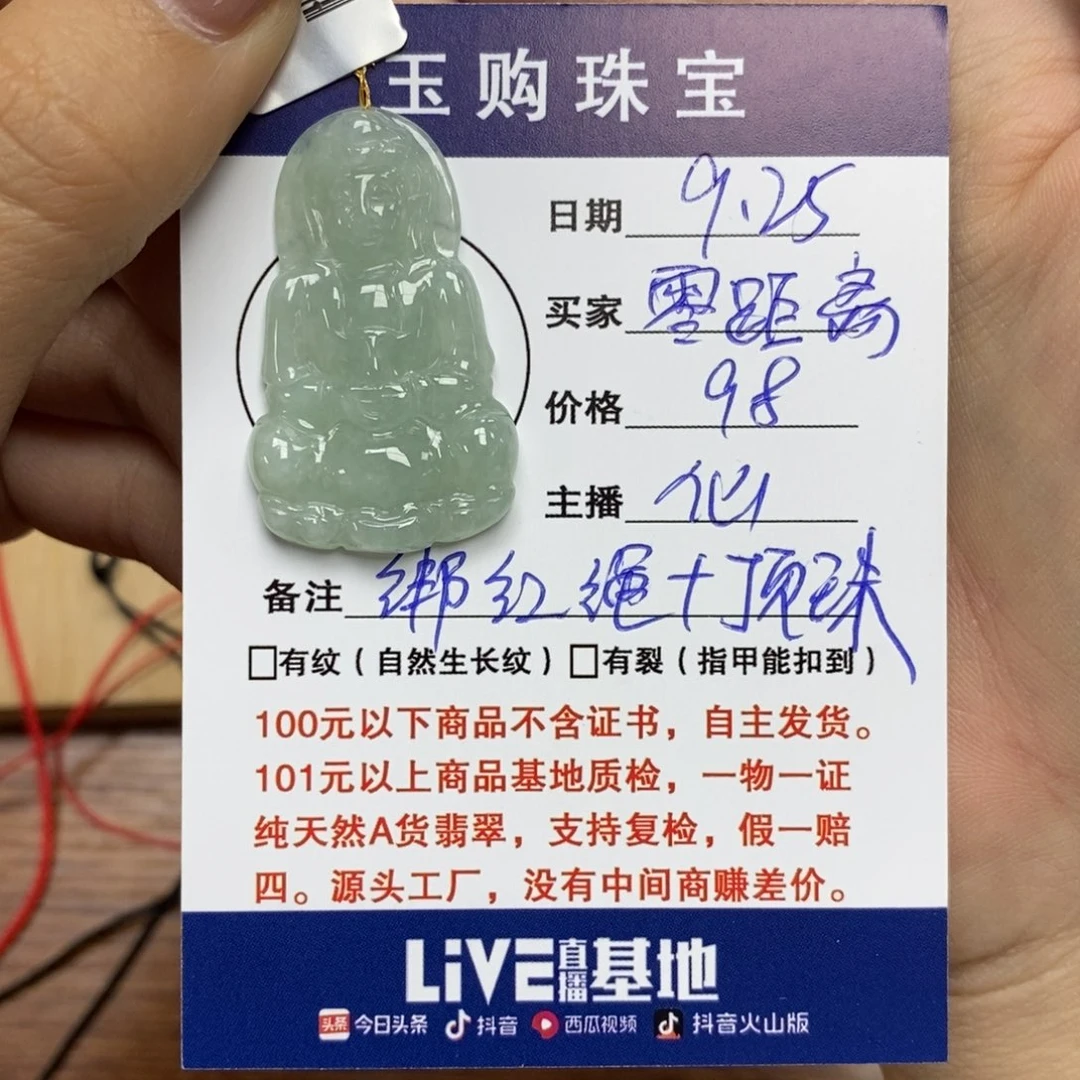 玉购珠宝
日期 9.25
买家 零距离
价格 98
主播 仙
备注 绑红绳+顶珠
□有纹（自然生长纹）□有裂（指甲能扣到）
100元以下商品不含证书，自主发货。
101元以上商品基地质检，一物一证
纯天然A货翡翠，支持复检，假一赔
四。源头工厂，没有中间商赚差价。
LiVE直播基地
头条 今日头条 抖音 西瓜视频 抖音火山版